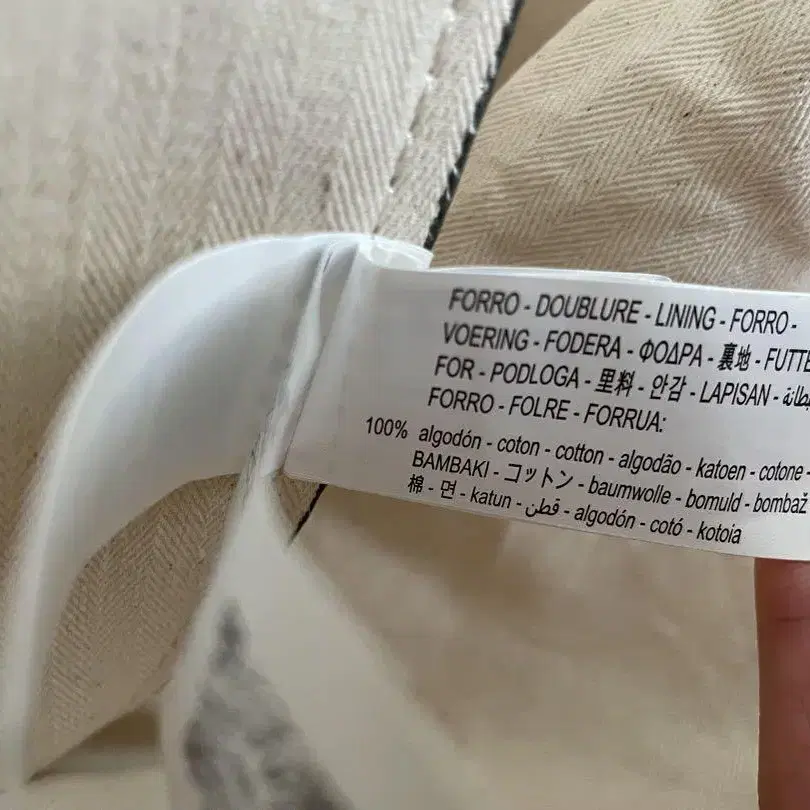 FORRO - DOUBLURE - LINING - FORRO -
VOERING - FODERA - ΦΟΔΡΑ - 裏地 - FUTTE
FOR - PODLOGA - 里料 - 안감 - LAPISAN - بطانة
FORRO - FOLRE - FORRUA:
100% algodón - coton - cotton - algodão - katoen - cotone -
BAMBAKI - コットン - baumwolle - bomuld - bombaž
棉 - 면 - katun - قطن - algodón - cotó - kotoia